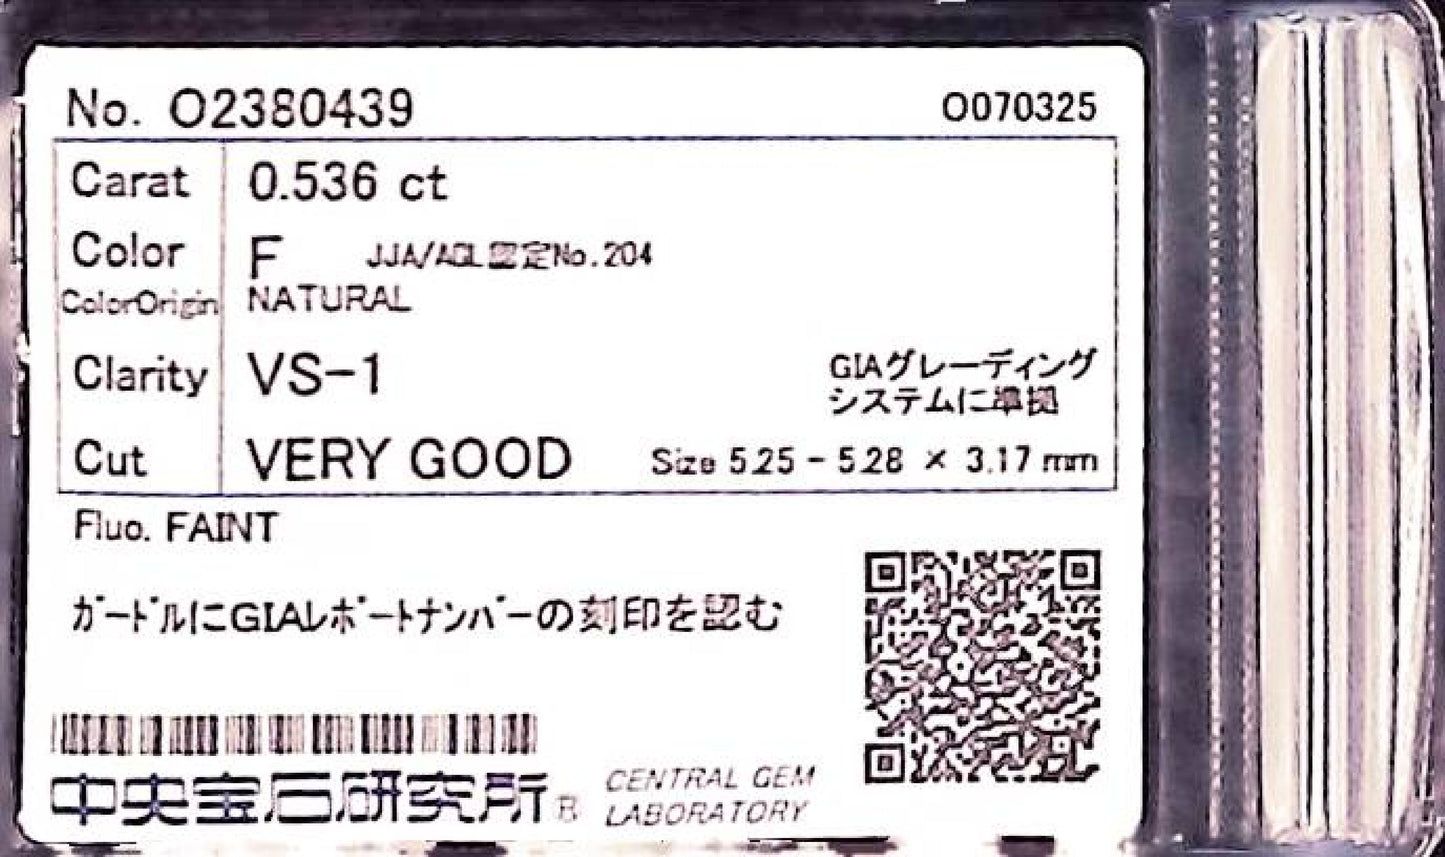 No. O2380439
O070325
Carat 0.536 ct
Color F JJA/AGL認定No.204
ColorOrigin NATURAL
Clarity VS-1
GIAグレーディング
システムに準拠
Cut VERY GOOD Size 5.25 - 5.28 × 3.17 mm
Fluo. FAINT
ガードルにGIAレポートナンバーの刻印を認む
中央宝石研究所® CENTRAL GEM
LABORATORY